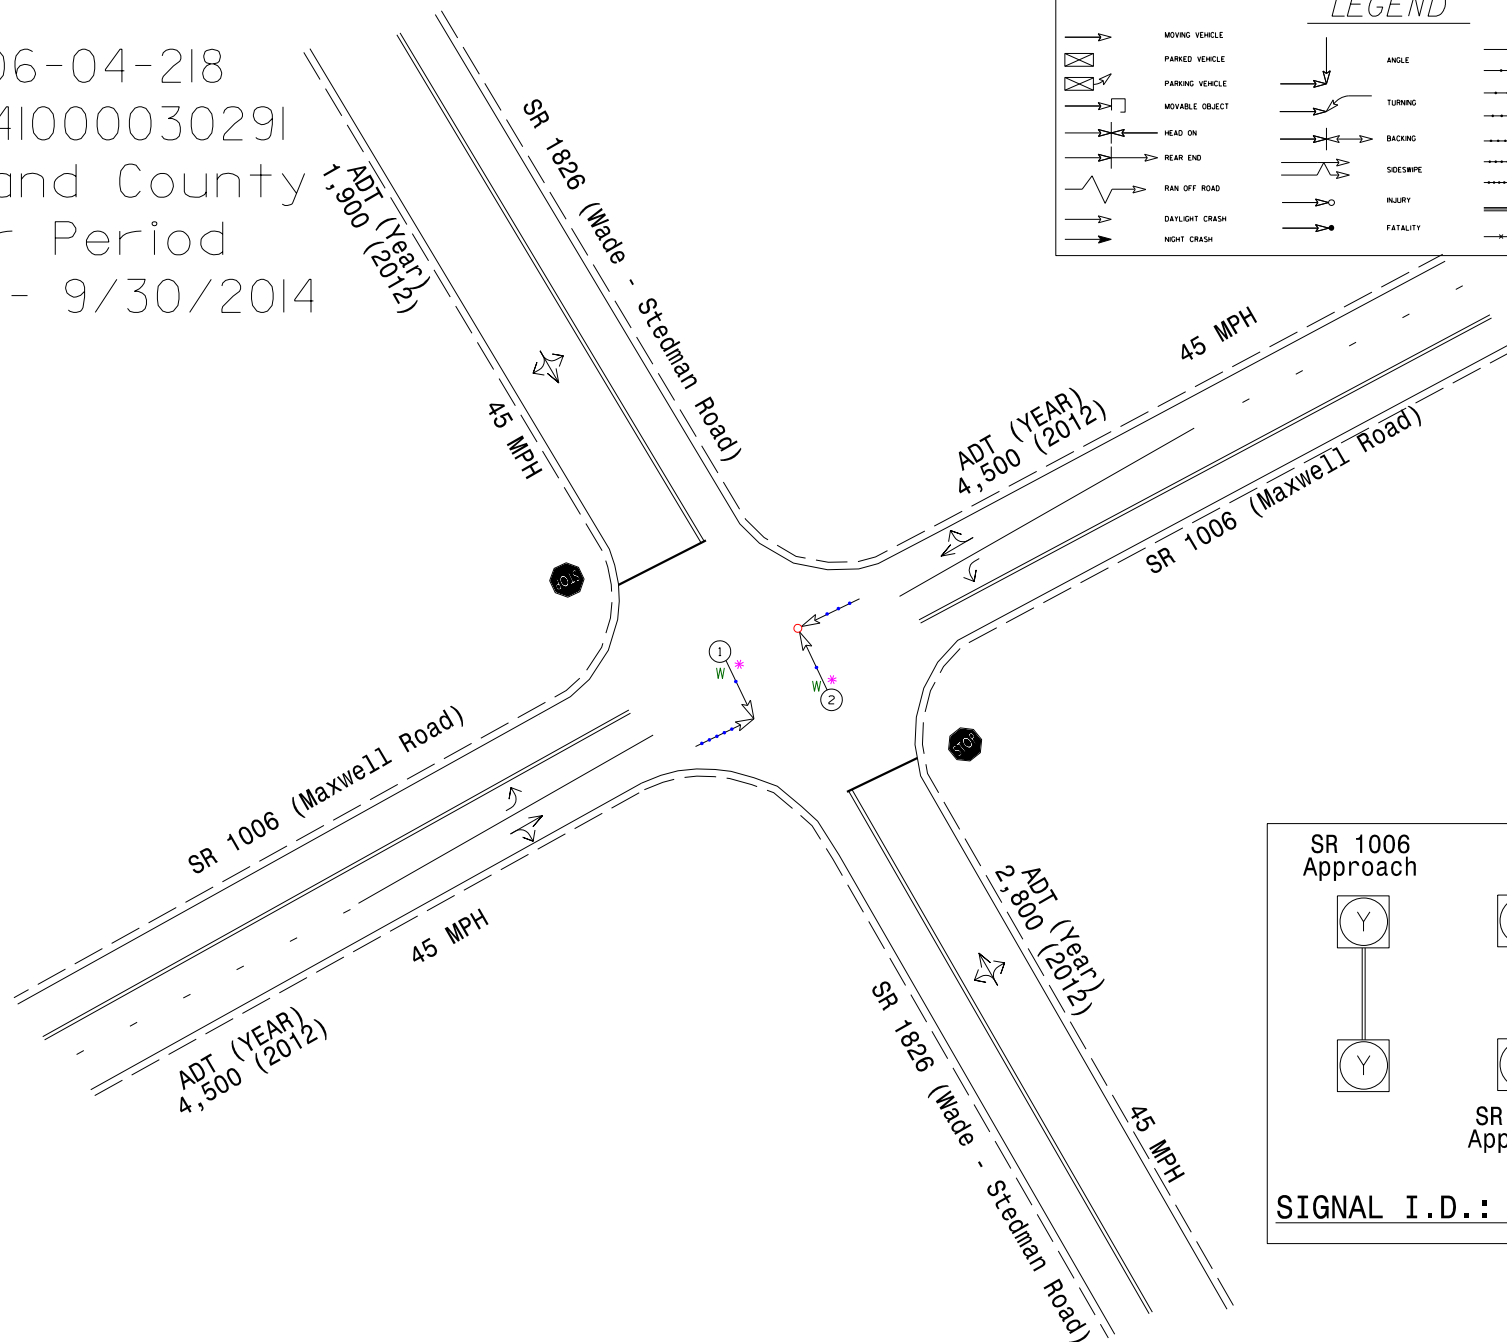 06-04-218
4100030291
and County
r Period
- 9/30/2014
LEGEND
MOVING VEHICLE
PARKED VEHICLE
PARKING VEHICLE
MOVABLE OBJECT
HEAD ON
REAR END
RAN OFF ROAD
DAYLIGHT CRASH
NIGHT CRASH
ANGLE
TURNING
BACKING
SIDESWIPE
INJURY
FATALITY
ADT (Year)
1,900 (2012)
SR 1826 (Wade - Stedman Road)
45 MPH
45 MPH
ADT (YEAR)
4,500 (2012)
SR 1006 (Maxwell Road)
STOP
1
W
W
2
STOP
SR 1006 (Maxwell Road)
45 MPH
ADT (YEAR)
4,500 (2012)
ADT (Year)
2,800 (2012)
SR 1826 (Wade - Stedman Road)
45 MPH
SR 1006
Approach
Y
Y
SR
App
SIGNAL I.D.: